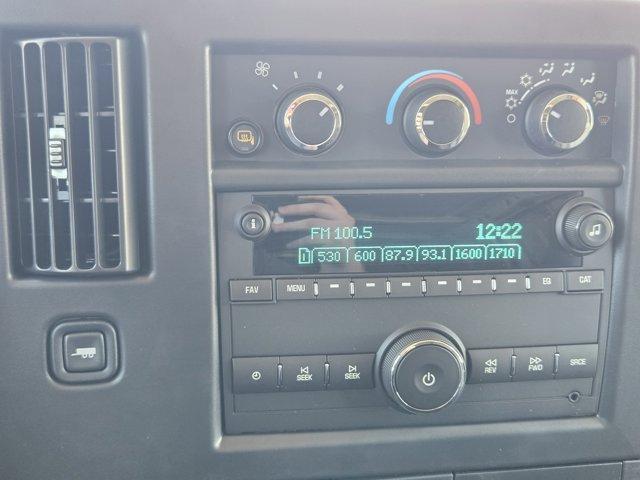 MAX
i
FM 100.5 12:22
1 530 600 87.9 93.1 1600 1710
FAV MENU EQ CAT
SEEK SEEK REV FWD SRCE